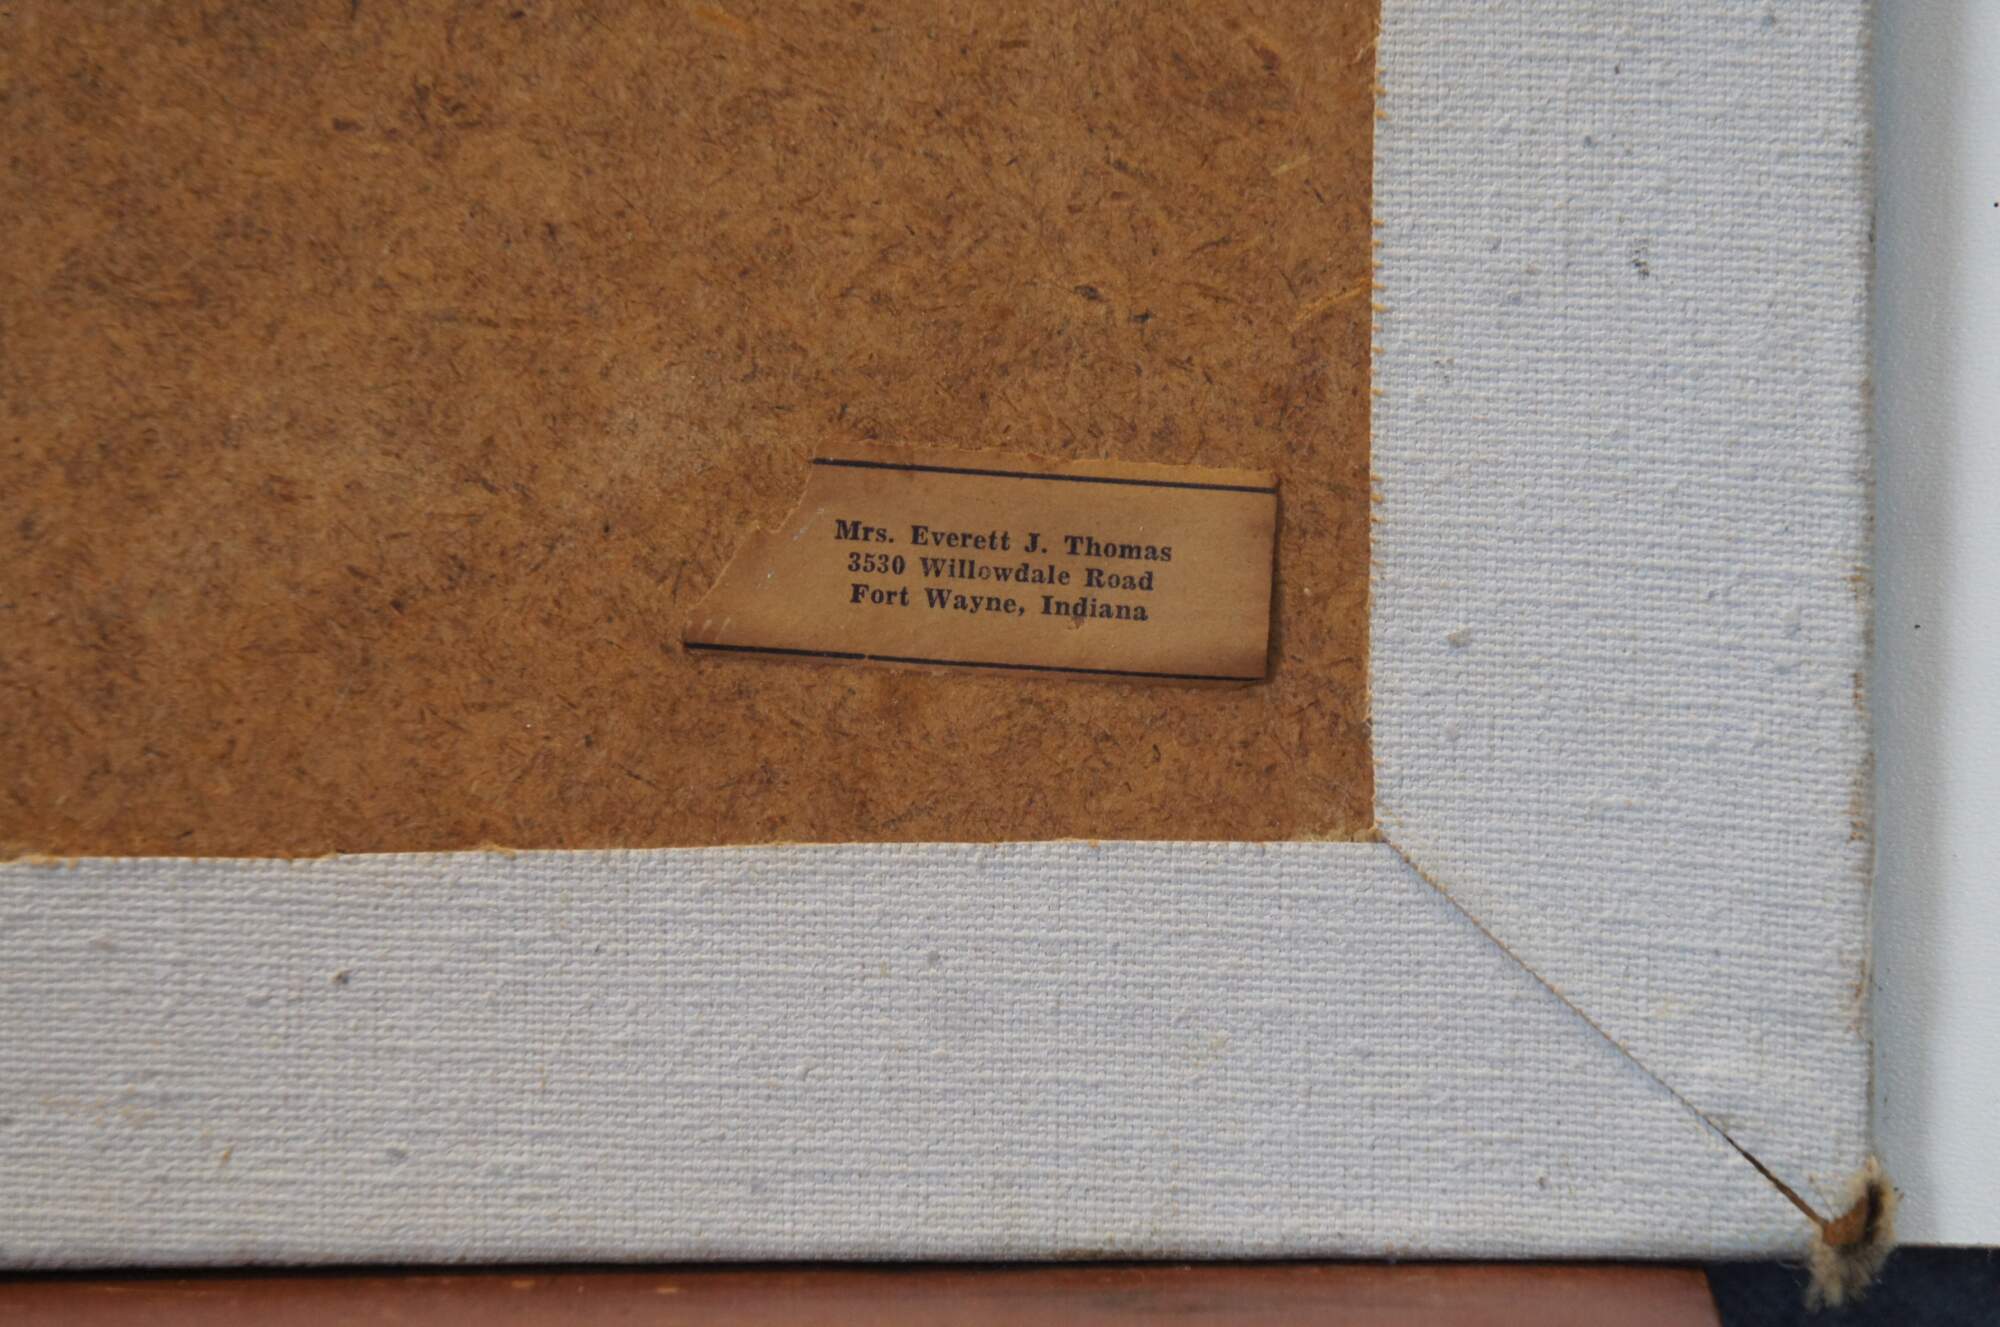 Mrs. Everett J. Thomas
3530 Willowdale Road
Fort Wayne, Indiana